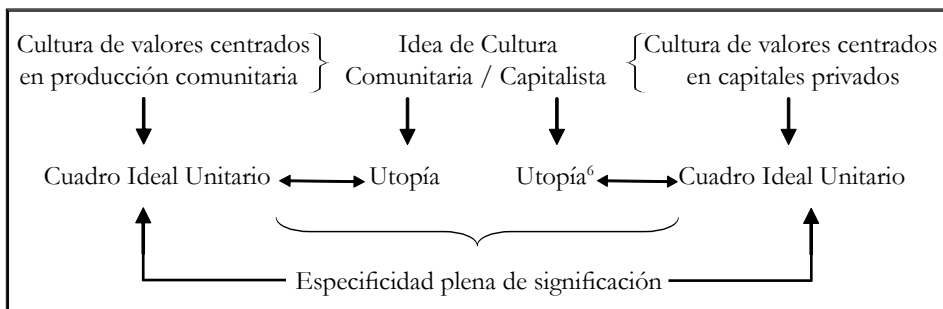 Cultura de valores centrados
en producción comunitaria
Idea de Cultura
Comunitaria / Capitalista
Cultura de valores centrados
en capitales privados
Cuadro Ideal Unitario
Utopía
Utopía⁶
Cuadro Ideal Unitario
Especificidad plena de significación